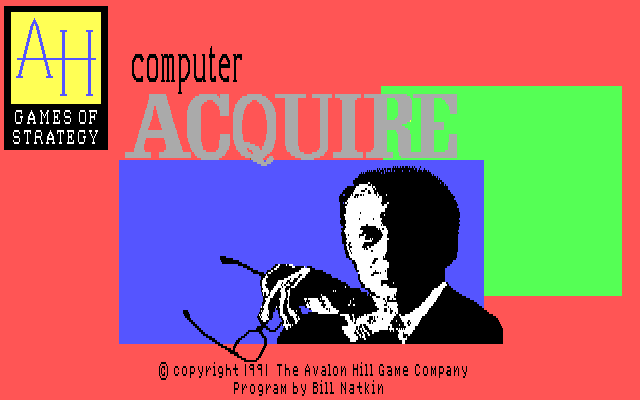 AH
GAMES OF
STRATEGY
computer
ACQUIRE
© copyright 1991 The Avalon Hill Game Company
Program by Bill Natkin